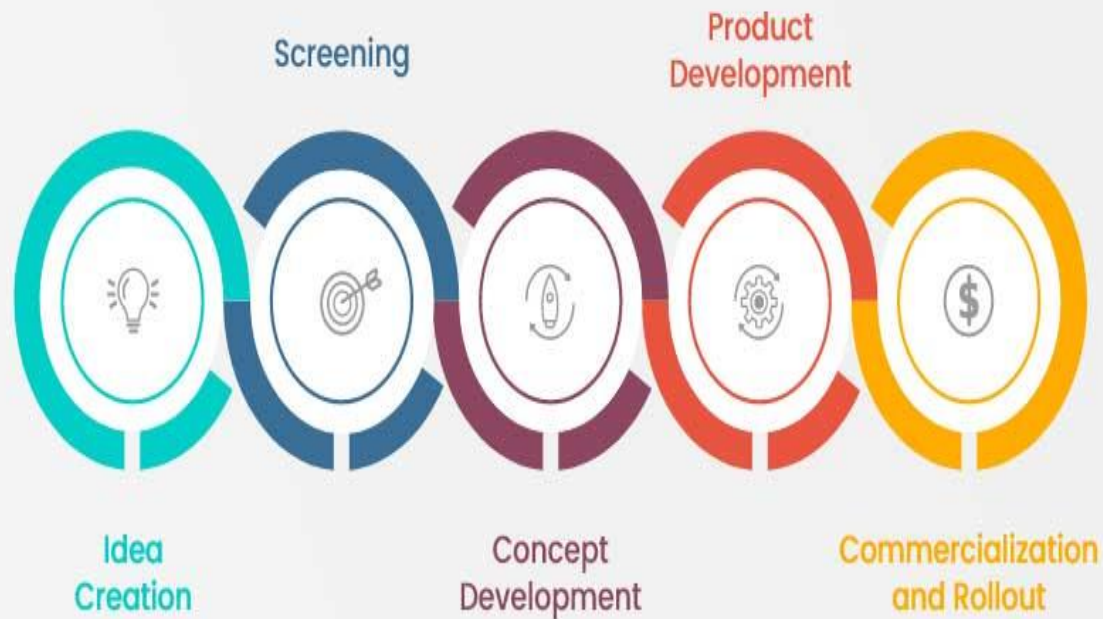 Idea
Creation
Screening
Concept
Development
Product
Development
Commercialization
and Rollout
$